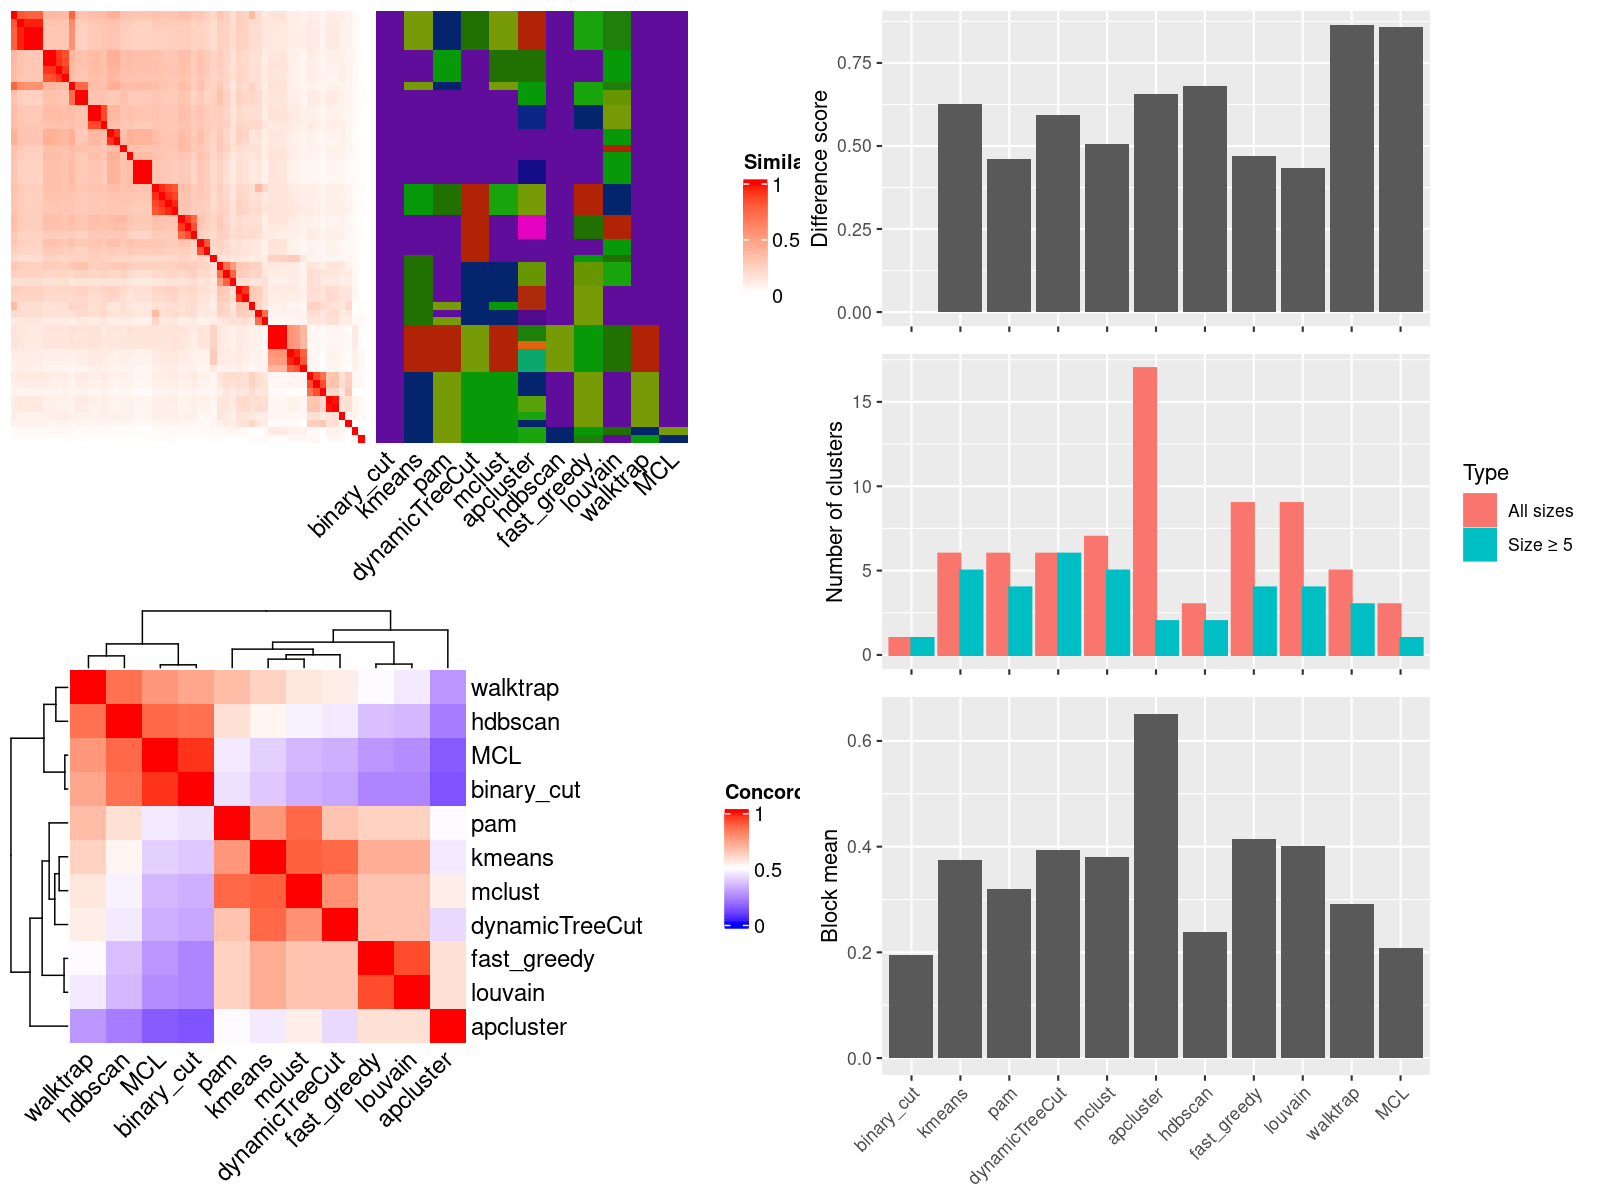 Simila
1
0.5
0
binary_cut
kmeans
pam
dynamicTreeCut
mclust
apcluster
hdbscan
fast_greedy
louvain
walktrap
MCL
walktrap
hdbscan
MCL
binary_cut
pam
kmeans
mclust
dynamicTreeCut
fast_greedy
louvain
apcluster
walktrap
hdbscan
MCL
binary_cut
pam
kmeans
mclust
dynamicTreeCut
fast_greedy
louvain
apcluster
Concord
1
0.5
0
Difference score
0.75
0.50
0.25
0.00
Number of clusters
15
10
5
0
Type
All sizes
Size ≥ 5
Block mean
0.6
0.4
0.2
0.0
binary_cut
kmeans
pam
dynamicTreeCut
mclust
apcluster
hdbscan
fast_greedy
louvain
walktrap
MCL